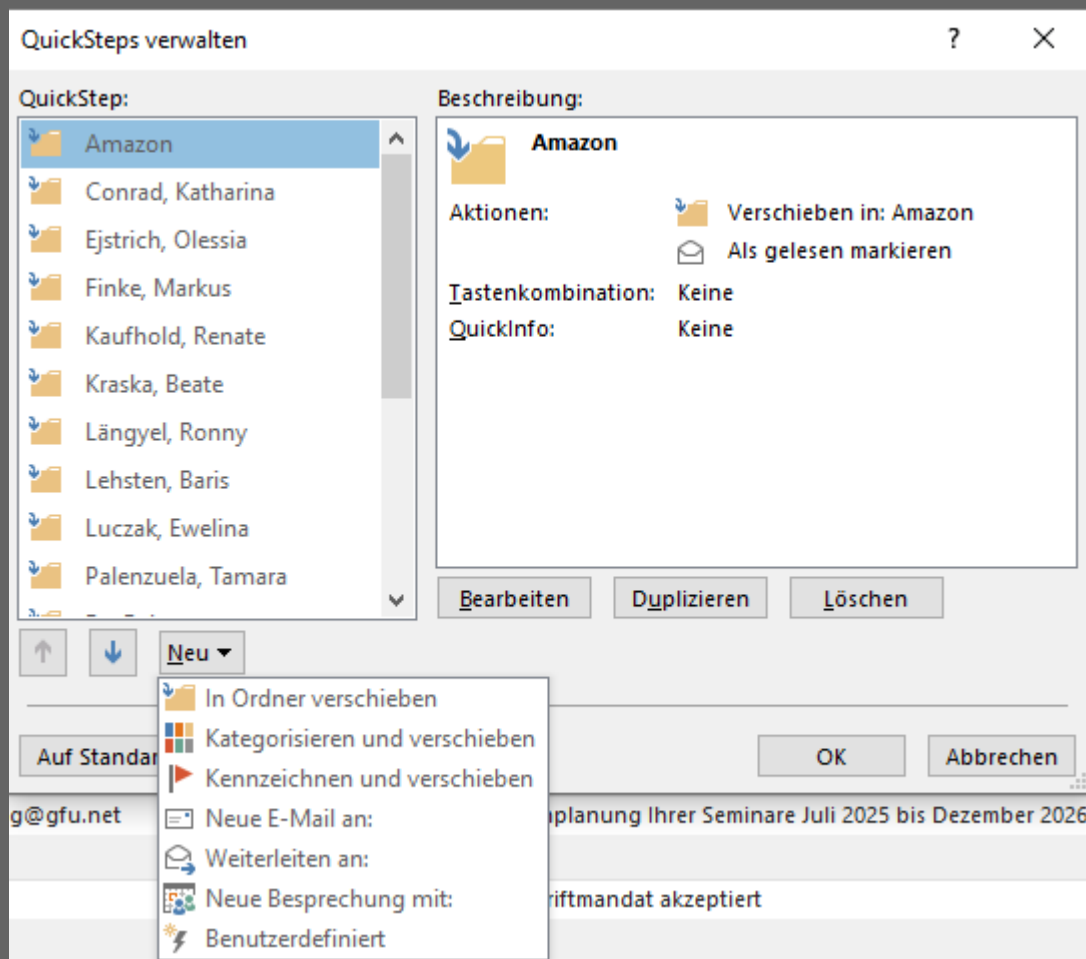 QuickSteps verwalten
QuickStep:
Amazon
Conrad, Katharina
Ejstrich, Olessia
Finke, Markus
Kaufhold, Renate
Kraska, Beate
Längyel, Ronny
Lehsten, Baris
Luczak, Ewelina
Palenzuela, Tamara
Beschreibung:
Amazon
Aktionen: Verschieben in: Amazon
Als gelesen markieren
Tastenkombination: Keine
QuickInfo: Keine
Bearbeiten Duplizieren Löschen
Neu
In Ordner verschieben
Kategorisieren und verschieben
Kennzeichnen und verschieben
Neue E-Mail an:
Weiterleiten an:
Neue Besprechung mit:
Benutzerdefiniert
Auf Standar
OK Abbrechen
g@gfu.net planung Ihrer Seminare Juli 2025 bis Dezember 2026
riftmandat akzeptiert